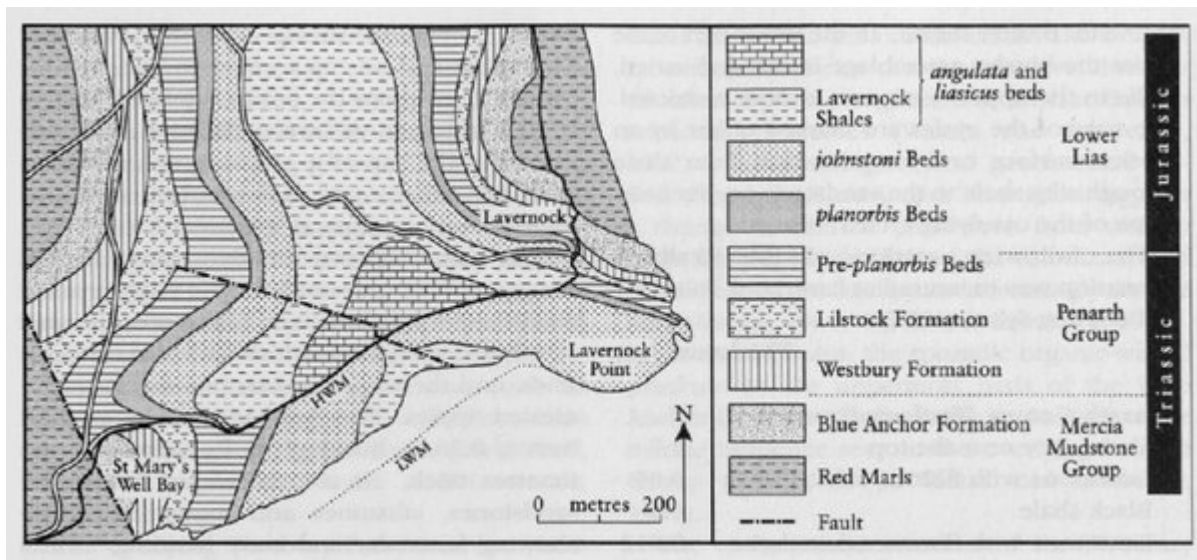 Lavernock
HWM
Lavernock
Point
St Mary's
Well Bay
LWM
N
0 metres 200
angulata and
liasicus beds
Lavernock
Shales
johnstoni Beds
planorbis Beds
Pre-planorbis Beds
Lilstock Formation
Westbury Formation
Blue Anchor Formation
Red Marls
Fault
Lower
Lias
Penarth
Group
Mercia
Mudstone
Group
Jurassic
Triassic